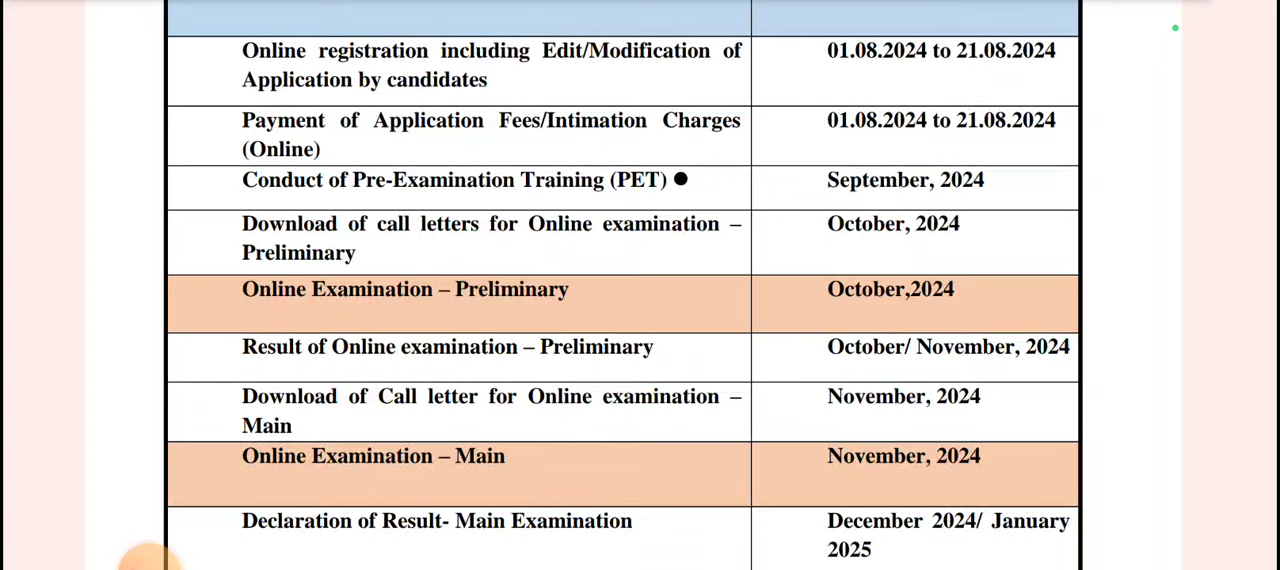 Online registration including Edit/Modification of
Application by candidates
01.08.2024 to 21.08.2024
Payment of Application Fees/Intimation Charges
(Online)
01.08.2024 to 21.08.2024
Conduct of Pre-Examination Training (PET) ●
September, 2024
Download of call letters for Online examination –
Preliminary
October, 2024
Online Examination – Preliminary
October,2024
Result of Online examination – Preliminary
October/ November, 2024
Download of Call letter for Online examination –
Main
November, 2024
Online Examination – Main
November, 2024
Declaration of Result- Main Examination
December 2024/ January
2025